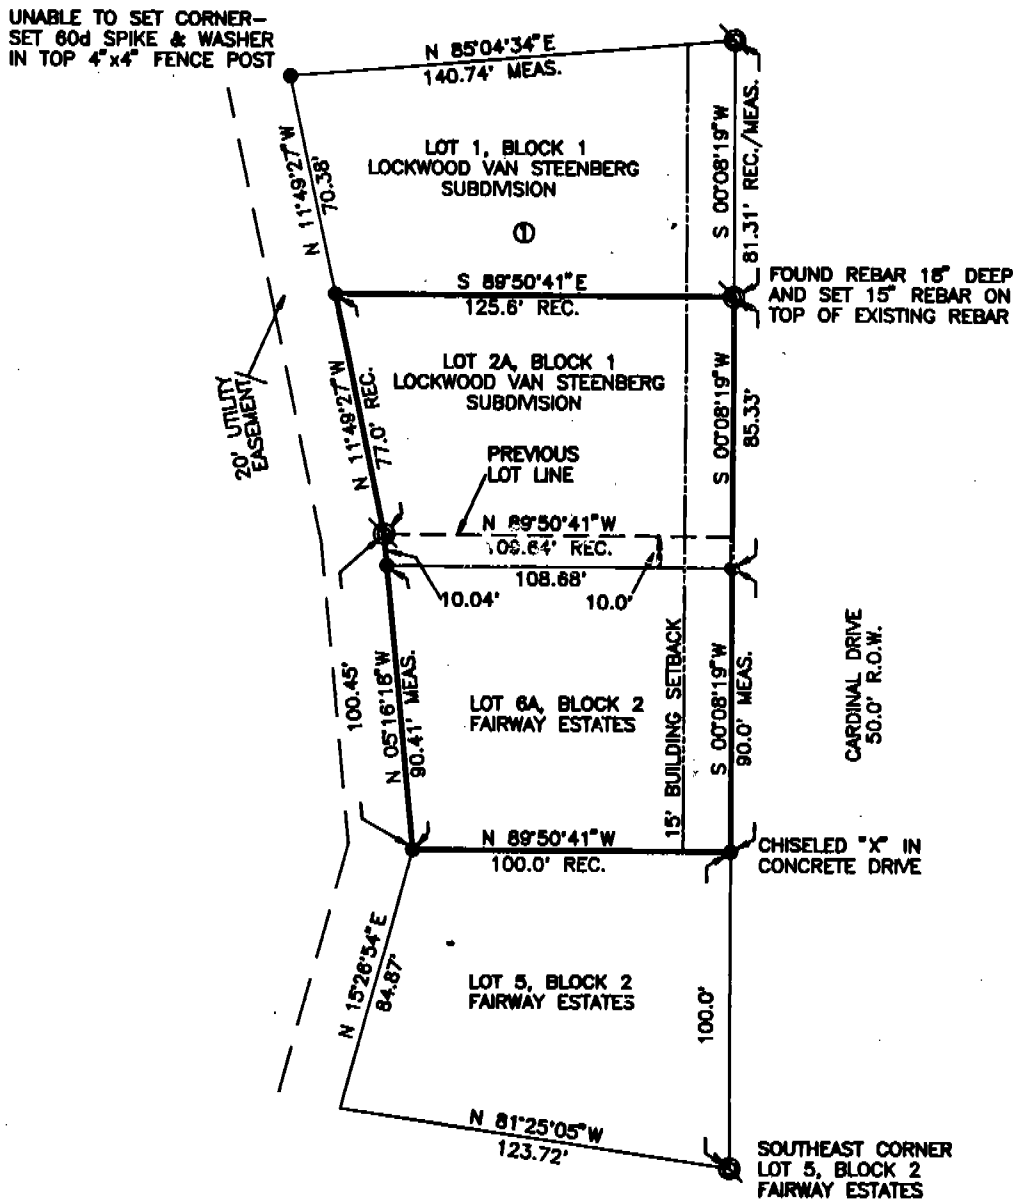 UNABLE TO SET CORNER-
SET 60d SPIKE & WASHER
IN TOP 4"x4" FENCE POST
N 85°04'34" E
140.74' MEAS.
N 11°49'27" W
70.38'
LOT 1, BLOCK 1
LOCKWOOD VAN STEENBERG
SUBDIVISION
1
S 00°08'19" W
81.31' REC./MEAS.
S 89°50'41" E
125.6' REC.
FOUND REBAR 18" DEEP
AND SET 15" REBAR ON
TOP OF EXISTING REBAR
20' UTILITY
EASEMENT
N 11°49'27" W
77.0' REC.
LOT 2A, BLOCK 1
LOCKWOOD VAN STEENBERG
SUBDIVISION
S 00°08'19" W
85.33'
PREVIOUS
LOT LINE
N 89°50'41" W
109.64' REC.
108.68'
10.04'
10.0'
100.45'
N 05°16'18" W
90.41' MEAS.
LOT 6A, BLOCK 2
FAIRWAY ESTATES
15' BUILDING SETBACK
S 00°08'19" W
90.0' MEAS.
CARDINAL DRIVE
50.0' R.O.W.
N 89°50'41" W
100.0' REC.
CHISELED "X" IN
CONCRETE DRIVE
N 15°26'54" E
84.87'
LOT 5, BLOCK 2
FAIRWAY ESTATES
100.0'
N 81°25'05" W
123.72'
SOUTHEAST CORNER
LOT 5, BLOCK 2
FAIRWAY ESTATES